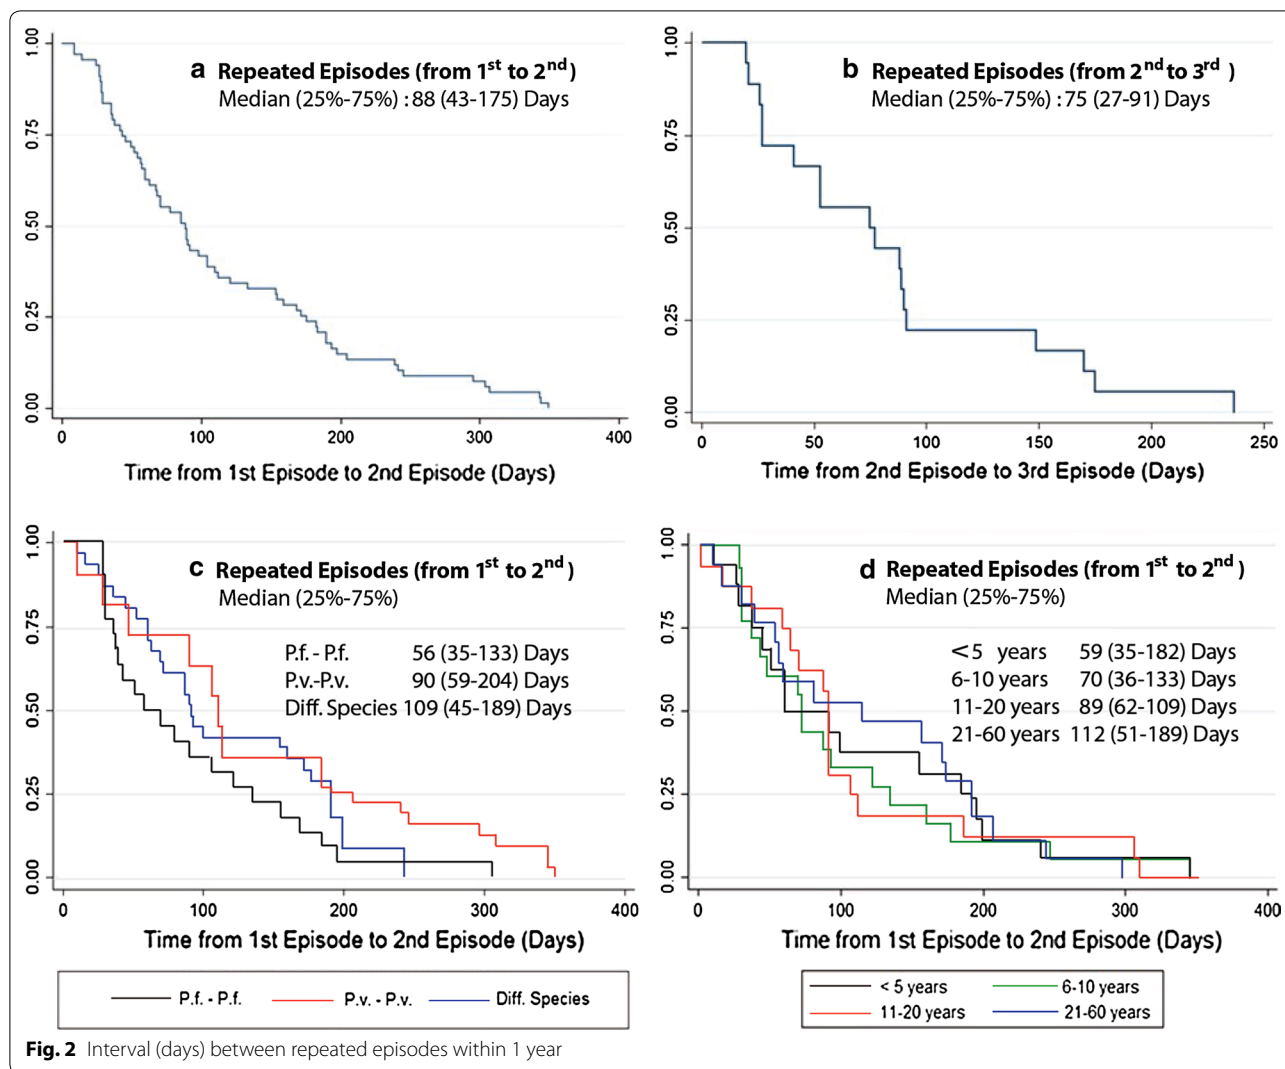 a Repeated Episodes (from 1st to 2nd)
Median (25%-75%) : 88 (43-175) Days
1.00
0.75
0.50
0.25
0.00
0 100 200 300 400
Time from 1st Episode to 2nd Episode (Days)
b Repeated Episodes (from 2nd to 3rd )
Median (25%-75%) : 75 (27-91) Days
1.00
0.75
0.50
0.25
0.00
0 50 100 150 200 250
Time from 2nd Episode to 3rd Episode (Days)
c Repeated Episodes (from 1st to 2nd )
Median (25%-75%)
P.f. - P.f. 56 (35-133) Days
P.v.-P.v. 90 (59-204) Days
Diff. Species 109 (45-189) Days
1.00
0.75
0.50
0.25
0.00
0 100 200 300 400
Time from 1st Episode to 2nd Episode (Days)
P.f. - P.f. P.v. - P.v. Diff. Species
d Repeated Episodes (from 1st to 2nd )
Median (25%-75%)
<5 years 59 (35-182) Days
6-10 years 70 (36-133) Days
11-20 years 89 (62-109) Days
21-60 years 112 (51-189) Days
1.00
0.75
0.50
0.25
0.00
0 100 200 300 400
Time from 1st Episode to 2nd Episode (Days)
< 5 years 6-10 years
11-20 years 21-60 years
Fig. 2 Interval (days) between repeated episodes within 1 year